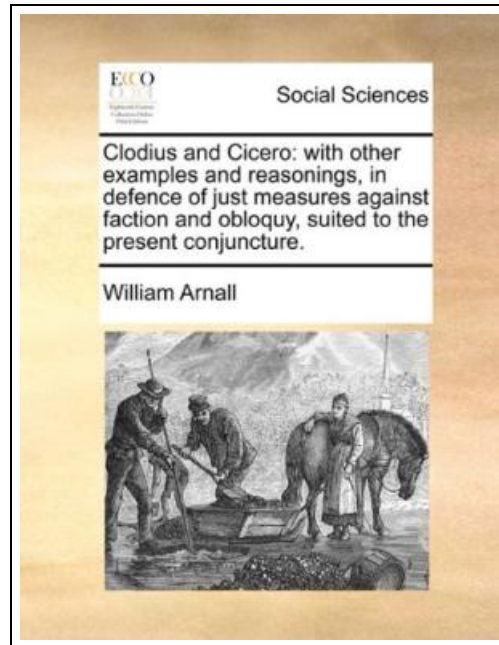 ECCO
Social Sciences
Clodius and Cicero: with other
examples and reasonings, in
defence of just measures against
faction and obloquy, suited to the
present conjuncture.
William Arnall